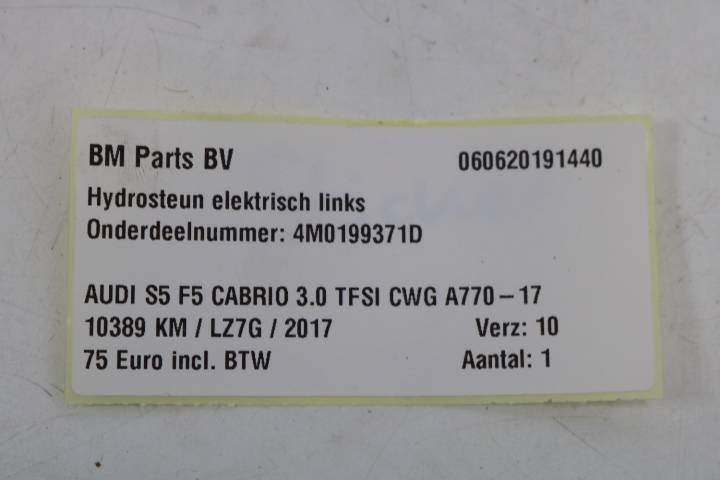 BM Parts BV 060620191440
Hydrosteun elektrisch links
Onderdeelnummer: 4M0199371D
AUDI S5 F5 CABRIO 3.0 TFSI CWG A770-17
10389 KM / LZ7G / 2017 Verz: 10
75 Euro incl. BTW Aantal: 1